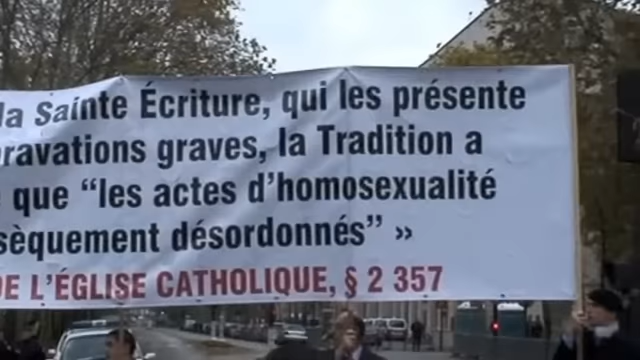 la Sainte Écriture, qui les présente
ravations graves, la Tradition a
que “les actes d’homosexualité
sèquement désordonnés” »
DE L’ÉGLISE CATHOLIQUE, § 2 357